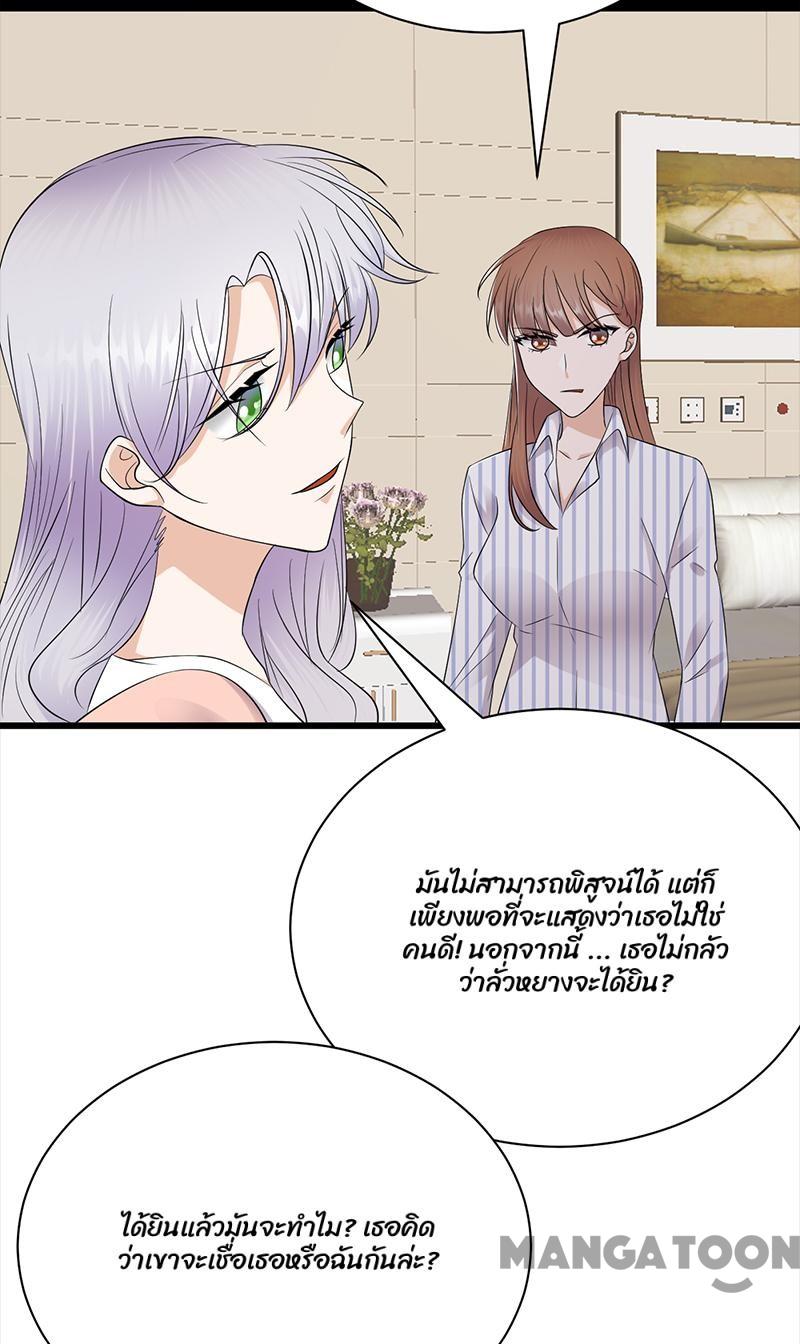 มันไม่สามารถพิสูจน์ได้ แต่ก็
เพียงพอที่จะแสดงว่าเธอไม่ใช่
คนดี! นอกจากนี้ ... เธอไม่กลัว
ว่าลั่วหยางจะได้ยิน?
ได้ยินแล้วมันจะทำไม? เธอคิด
ว่าเขาจะเชื่อเธอหรือฉันกันล่ะ?
MANGATOON